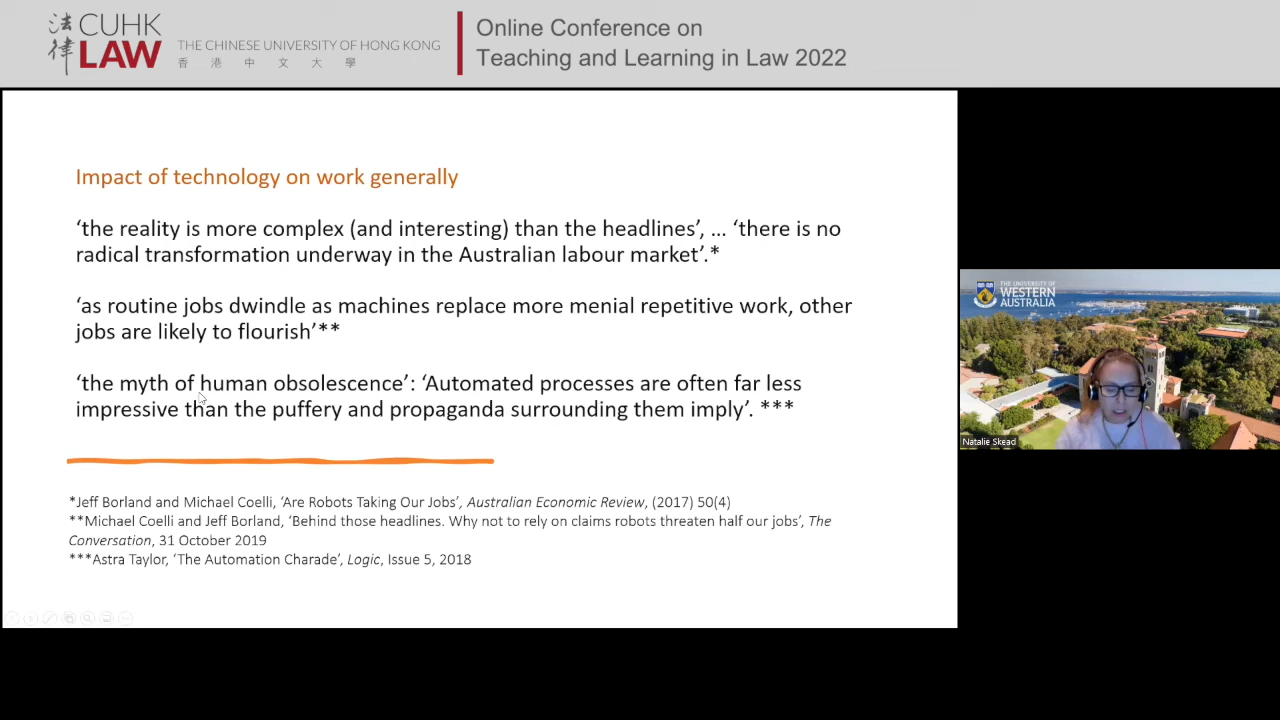 法律
CUHK
LAW
THE CHINESE UNIVERSITY OF HONG KONG
香港中文大學
Online Conference on
Teaching and Learning in Law 2022
Impact of technology on work generally
‘the reality is more complex (and interesting) than the headlines’, ... ‘there is no
radical transformation underway in the Australian labour market’.*
‘as routine jobs dwindle as machines replace more menial repetitive work, other
jobs are likely to flourish’**
‘the myth of human obsolescence’: ‘Automated processes are often far less
impressive than the puffery and propaganda surrounding them imply’. ***
*Jeff Borland and Michael Coelli, ‘Are Robots Taking Our Jobs’, Australian Economic Review, (2017) 50(4)
**Michael Coelli and Jeff Borland, ‘Behind those headlines. Why not to rely on claims robots threaten half our jobs’, The
Conversation, 31 October 2019
***Astra Taylor, ‘The Automation Charade’, Logic, Issue 5, 2018
THE UNIVERSITY OF
WESTERN
AUSTRALIA
Natalie Skead